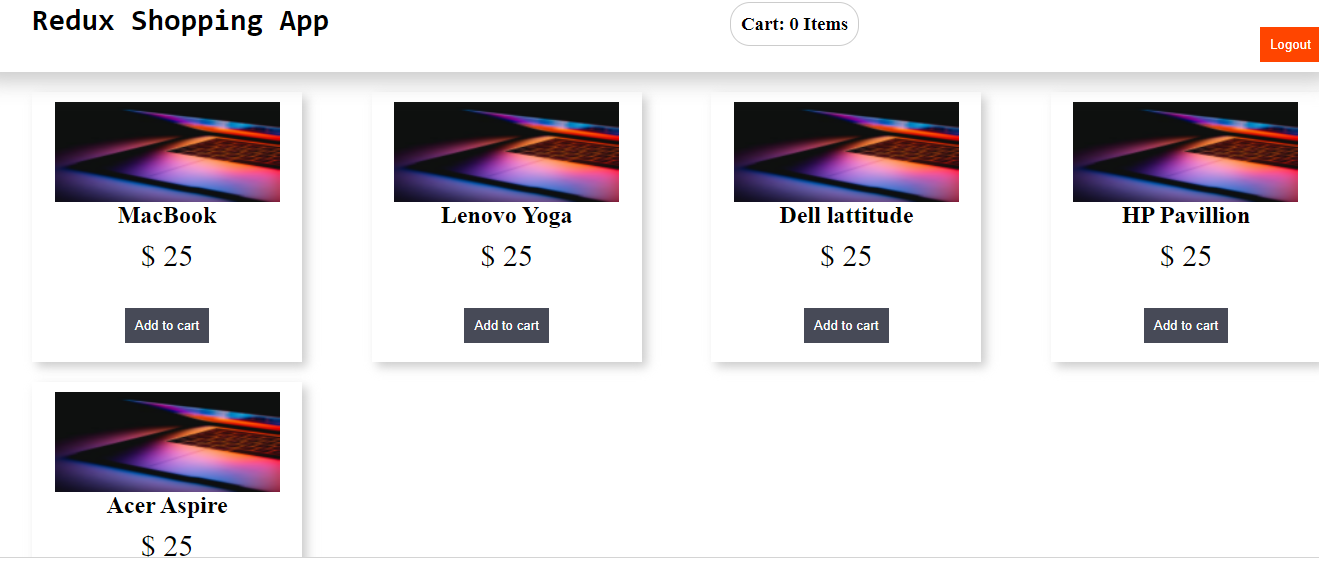 Redux Shopping App
Cart: 0 Items
Logout
MacBook
$ 25
Add to cart
Lenovo Yoga
$ 25
Add to cart
Dell lattitude
$ 25
Add to cart
HP Pavillion
$ 25
Add to cart
Acer Aspire
$ 25